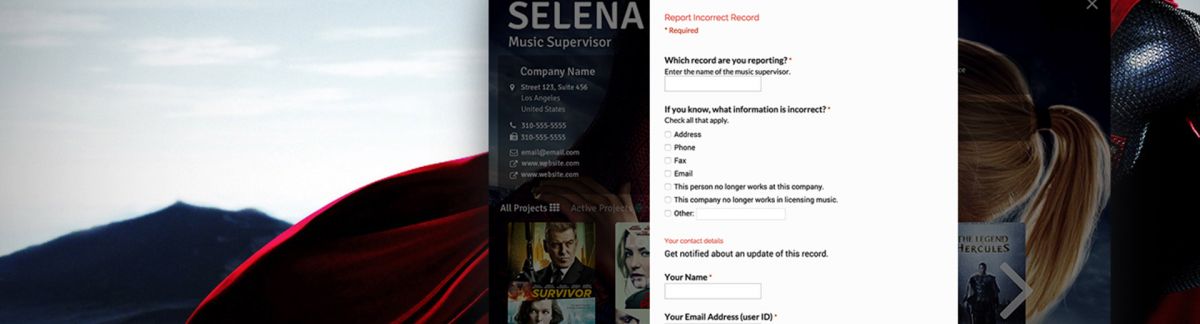 SELENA
Music Supervisor
Company Name
Street 123, Suite 456
Los Angeles
United States
310-555-5555
310-555-5555
email@email.com
www.website.com
www.website.com
All Projects
Active Projects
SURVIVOR
Report Incorrect Record
* Required
Which record are you reporting? *
Enter the name of the music supervisor.
If you know, what information is incorrect? *
Check all that apply.
Address
Phone
Fax
Email
This person no longer works at this company.
This company no longer works in licensing music.
Other:
Your contact details
Get notified about an update of this record.
Your Name *
Your Email Address (user ID) *
THE LEGEND
HERCULES